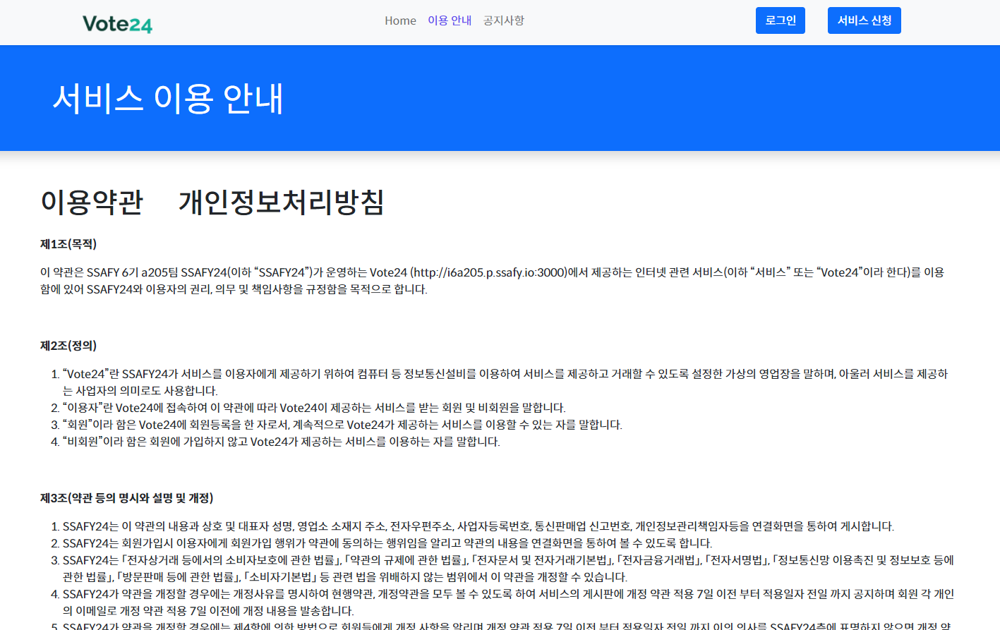 Vote24
Home 이용 안내 공지사항
로그인 서비스 신청
서비스 이용 안내
이용약관 개인정보처리방침
제1조(목적)
이 약관은 SSAFY 6기 a205팀 SSAFY24(이하 “SSAFY24”)가 운영하는 Vote24 (http://i6a205.p.ssafy.io:3000)에서 제공하는 인터넷 관련 서비스(이하 “서비스” 또는 “Vote24”이라 한다)를 이용
함에 있어 SSAFY24와 이용자의 권리, 의무 및 책임사항을 규정함을 목적으로 합니다.
제2조(정의)
1. “Vote24”란 SSAFY24가 서비스를 이용자에게 제공하기 위하여 컴퓨터 등 정보통신설비를 이용하여 서비스를 제공하고 거래할 수 있도록 설정한 가상의 영업장을 말하며, 아울러 서비스를 제공하
는 사업자의 의미로도 사용합니다.
2. “이용자”란 Vote24에 접속하여 이 약관에 따라 Vote24이 제공하는 서비스를 받는 회원 및 비회원을 말합니다.
3. “회원”이라 함은 Vote24에 회원등록을 한 자로서, 계속적으로 Vote24가 제공하는 서비스를 이용할 수 있는 자를 말합니다.
4. “비회원”이라 함은 회원에 가입하지 않고 Vote24가 제공하는 서비스를 이용하는 자를 말합니다.
제3조(약관 등의 명시와 설명 및 개정)
1. SSAFY24는 이 약관의 내용과 상호 및 대표자 성명, 영업소 소재지 주소, 전자우편주소, 사업자등록번호, 통신판매업 신고번호, 개인정보관리책임자등을 연결화면을 통하여 게시합니다.
2. SSAFY24는 회원가입시 이용자에게 회원가입 행위가 약관에 동의하는 행위임을 알리고 약관의 내용을 연결화면을 통하여 볼 수 있도록 합니다.
3. SSAFY24는 「전자상거래 등에서의 소비자보호에 관한 법률」, 「약관의 규제에 관한 법률」, 「전자문서 및 전자거래기본법」, 「전자금융거래법」, 「전자서명법」, 「정보통신망 이용촉진 및 정보보호 등에
관한 법률」, 「방문판매 등에 관한 법률」, 「소비자기본법」 등 관련 법을 위배하지 않는 범위에서 이 약관을 개정할 수 있습니다.
4. SSAFY24가 약관을 개정할 경우에는 개정사유를 명시하여 현행약관, 개정약관을 모두 볼 수 있도록 하여 서비스의 게시판에 개정 약관 적용 7일 이전 부터 적용일자 전일 까지 공지하며 회원 각 개인
의 이메일로 개정 약관 적용 7일 이전에 개정 내용을 발송합니다.
5. SSAFY24가 약관을 개정할 경우에는 제4항에 의한 방법으로 회원들에게 개정 사항을 알리며 개정 약관 적용 7일 이전 부터 적용일자 전일 까지 이의 의사를 SSAFY24측에 표명하지 않으면 개정 약